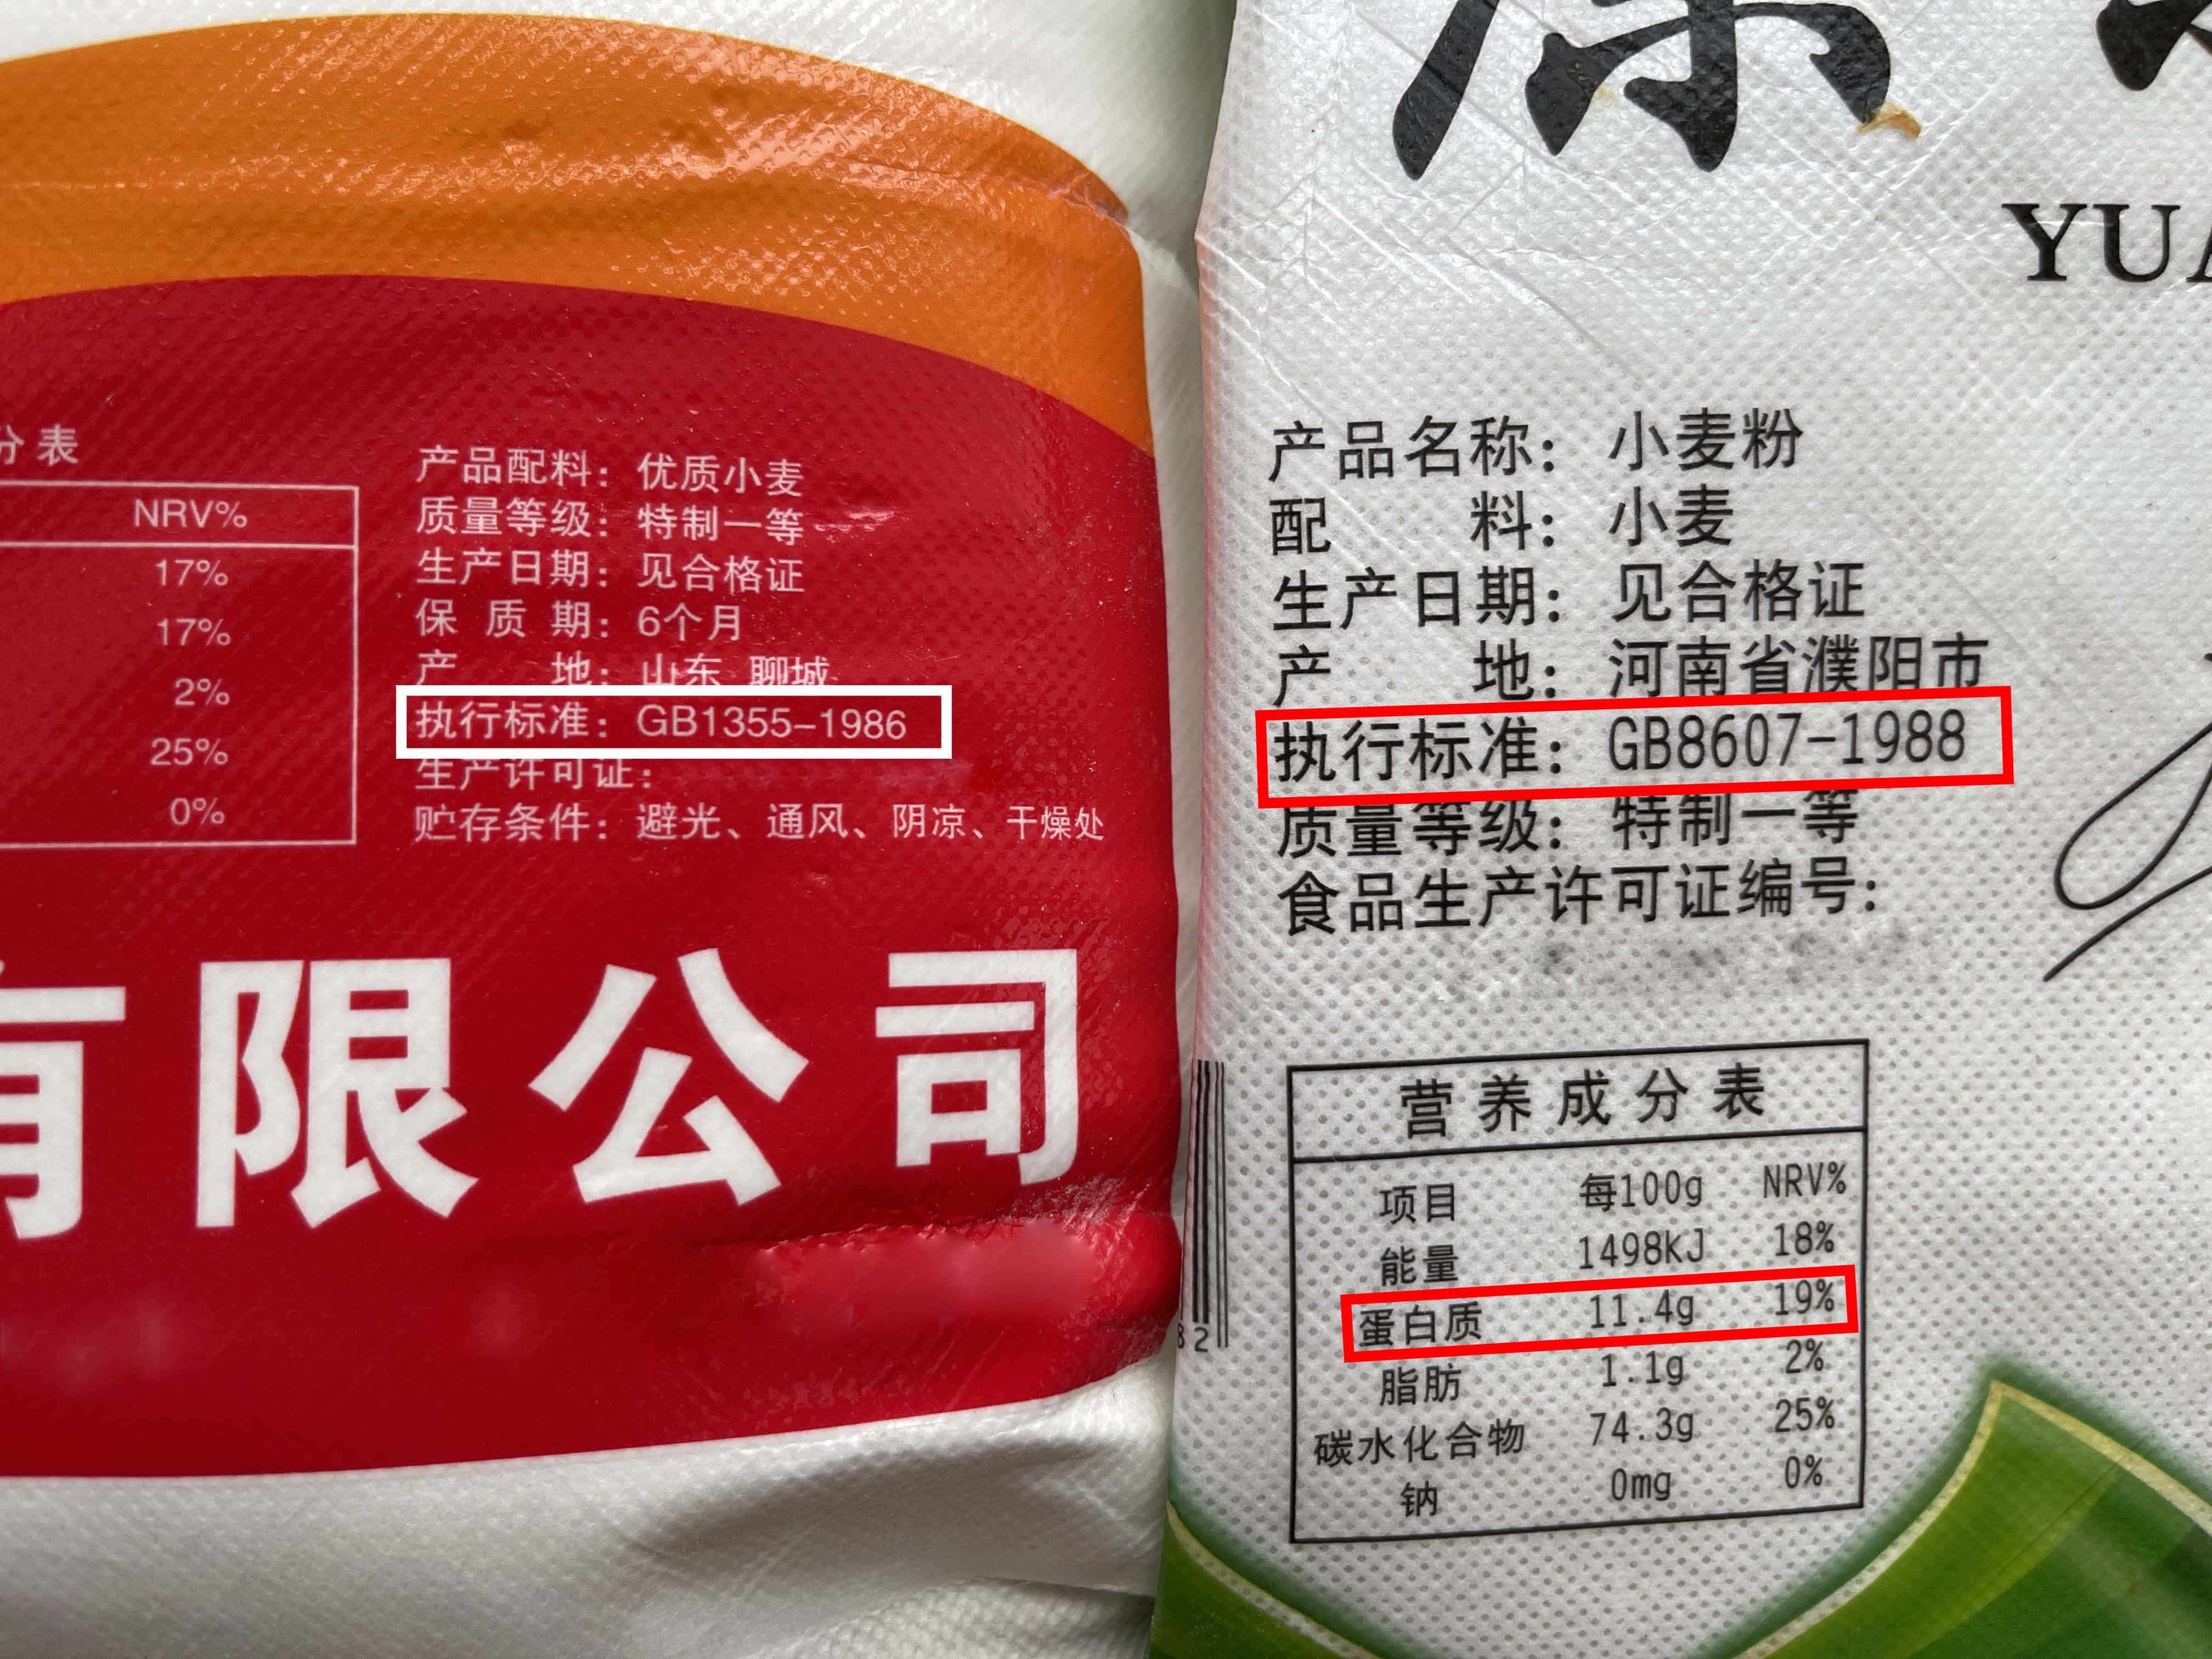 分表
NRV%
17%
17%
2%
25%
0%
产品配料：优质小麦
质量等级：特制一等
生产日期：见合格证
保质期：6个月
产地：山东 聊城
执行标准：GB1355-1986
生产许可证：
贮存条件：避光、通风、阴凉、干燥处
有限公司
YUA
产品名称：小麦粉
配料：小麦
生产日期：见合格证
产地：河南省濮阳市
执行标准：GB8607-1988
质量等级：特制一等
食品生产许可证编号：
82
营养成分表
项目 每100g NRV%
能量 1498KJ 18%
蛋白质 11.4g 19%
脂肪 1.1g 2%
碳水化合物 74.3g 25%
钠 0mg 0%